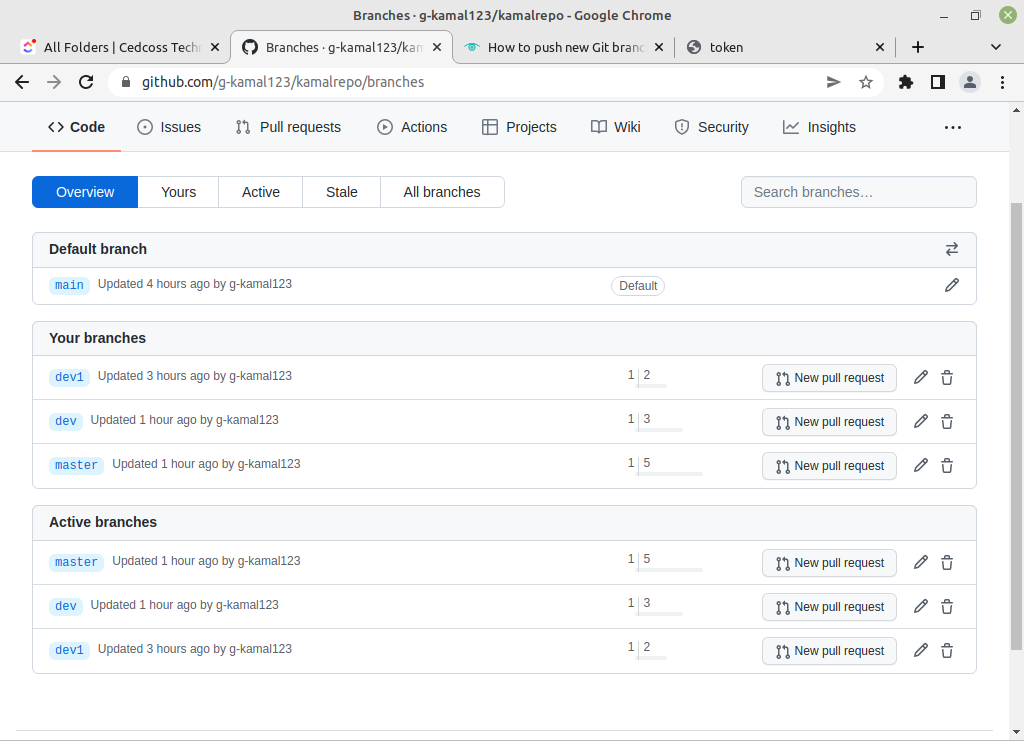 Branches · g-kamal123/kamalrepo - Google Chrome
All Folders | Cedcoss Techn
Branches · g-kamal123/kam
How to push new Git branc
token
github.com/g-kamal123/kamalrepo/branches
Code Issues Pull requests Actions Projects Wiki Security Insights
Overview Yours Active Stale All branches Search branches…
Default branch
main Updated 4 hours ago by g-kamal123 Default
Your branches
dev1 Updated 3 hours ago by g-kamal123 1 2 New pull request
dev Updated 1 hour ago by g-kamal123 1 3 New pull request
master Updated 1 hour ago by g-kamal123 1 5 New pull request
Active branches
master Updated 1 hour ago by g-kamal123 1 5 New pull request
dev Updated 1 hour ago by g-kamal123 1 3 New pull request
dev1 Updated 3 hours ago by g-kamal123 1 2 New pull request